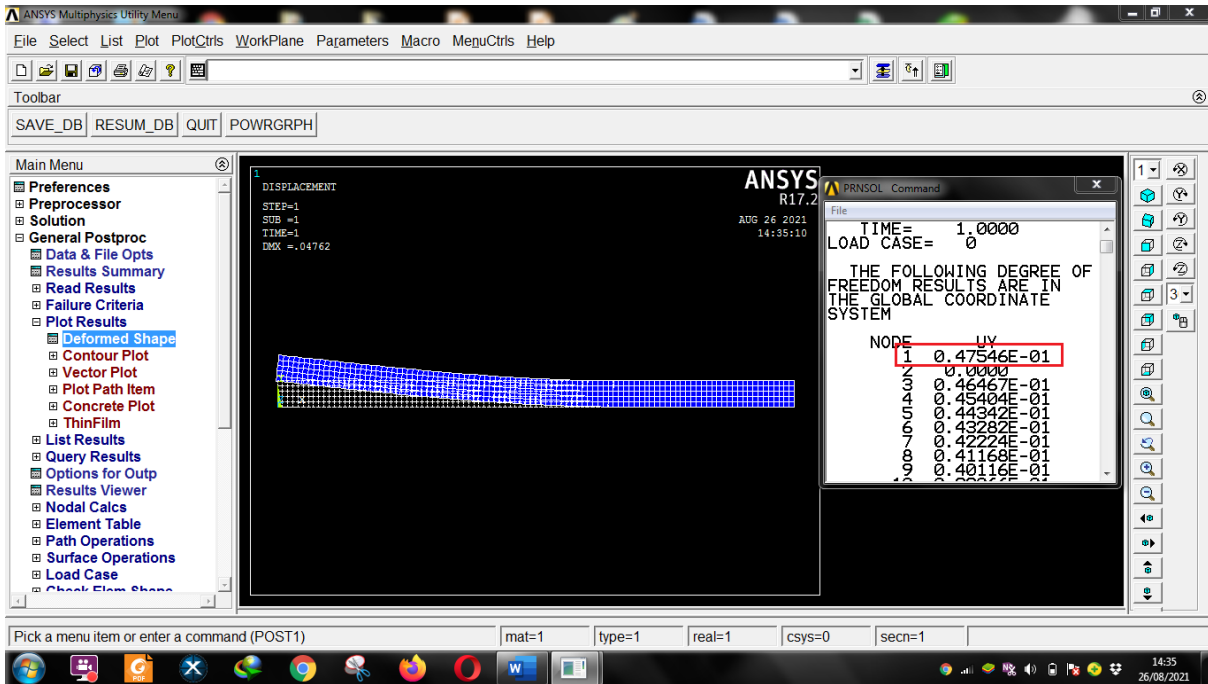 ANSYS Multiphysics Utility Menu
File Select List Plot PlotCtrls WorkPlane Parameters Macro MenuCtrls Help
Toolbar
SAVE_DB RESUM_DB QUIT POWRGRPH
Main Menu
Preferences
Preprocessor
Solution
General Postproc
Data & File Opts
Results Summary
Read Results
Failure Criteria
Plot Results
Deformed Shape
Contour Plot
Vector Plot
Plot Path Item
Concrete Plot
ThinFilm
List Results
Query Results
Options for Outp
Results Viewer
Nodal Calcs
Element Table
Path Operations
Surface Operations
Load Case
Check Elem Shape
1
DISPLACEMENT
STEP=1
SUB =1
TIME=1
DMX =.04762
ANSYS
R17.2
AUG 26 2021
14:35:10
X
PRNSOL Command
File
TIME= 1.0000
LOAD CASE= 0
THE FOLLOWING DEGREE OF
FREEDOM RESULTS ARE IN
THE GLOBAL COORDINATE
SYSTEM
NODE UY
1 0.47546E-01
2 0.0000
3 0.46467E-01
4 0.45404E-01
5 0.44342E-01
6 0.43282E-01
7 0.42224E-01
8 0.41168E-01
9 0.40116E-01
1
3
Pick a menu item or enter a command (POST1)
mat=1 type=1 real=1 csys=0 secn=1
14:35
26/08/2021